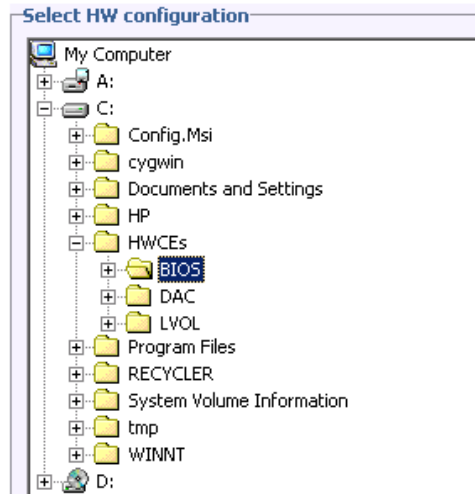 Select HW configuration
My Computer
A:
C:
Config.Msi
cygwin
Documents and Settings
HP
HWCEs
BIOS
DAC
LVOL
Program Files
RECYCLER
System Volume Information
tmp
WINNT
D: